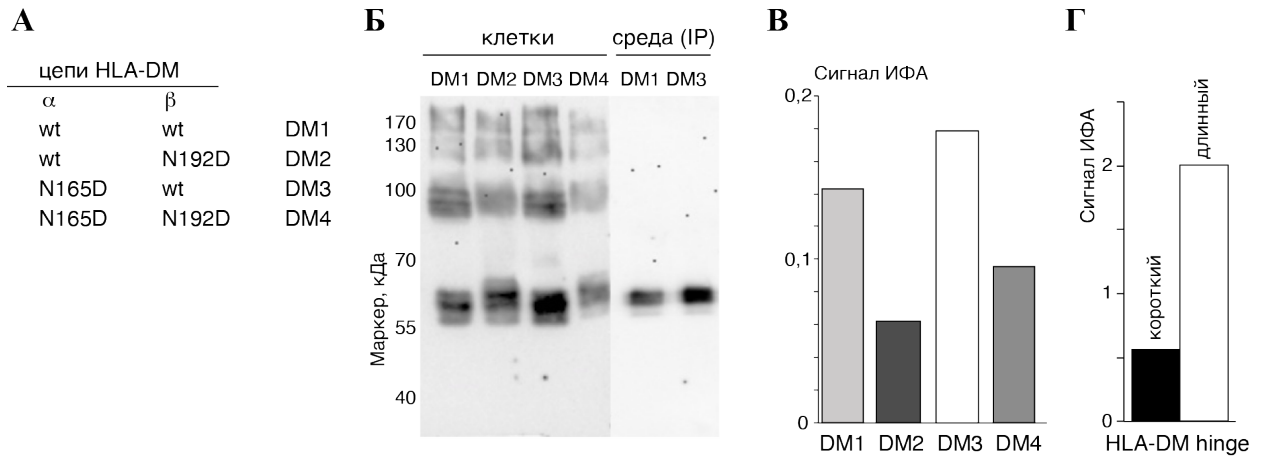 А
цепи HLA-DM
α β
wt wt DM1
wt N192D DM2
N165D wt DM3
N165D N192D DM4
Б
клетки среда (IP)
DM1 DM2 DM3 DM4 DM1 DM3
Маркер, кДа
170
130
100
70
55
40
В
Сигнал ИФА
0,2
0,1
0
DM1 DM2 DM3 DM4
Г
Сигнал ИФА
2
1
0
короткий
длинный
HLA-DM hinge